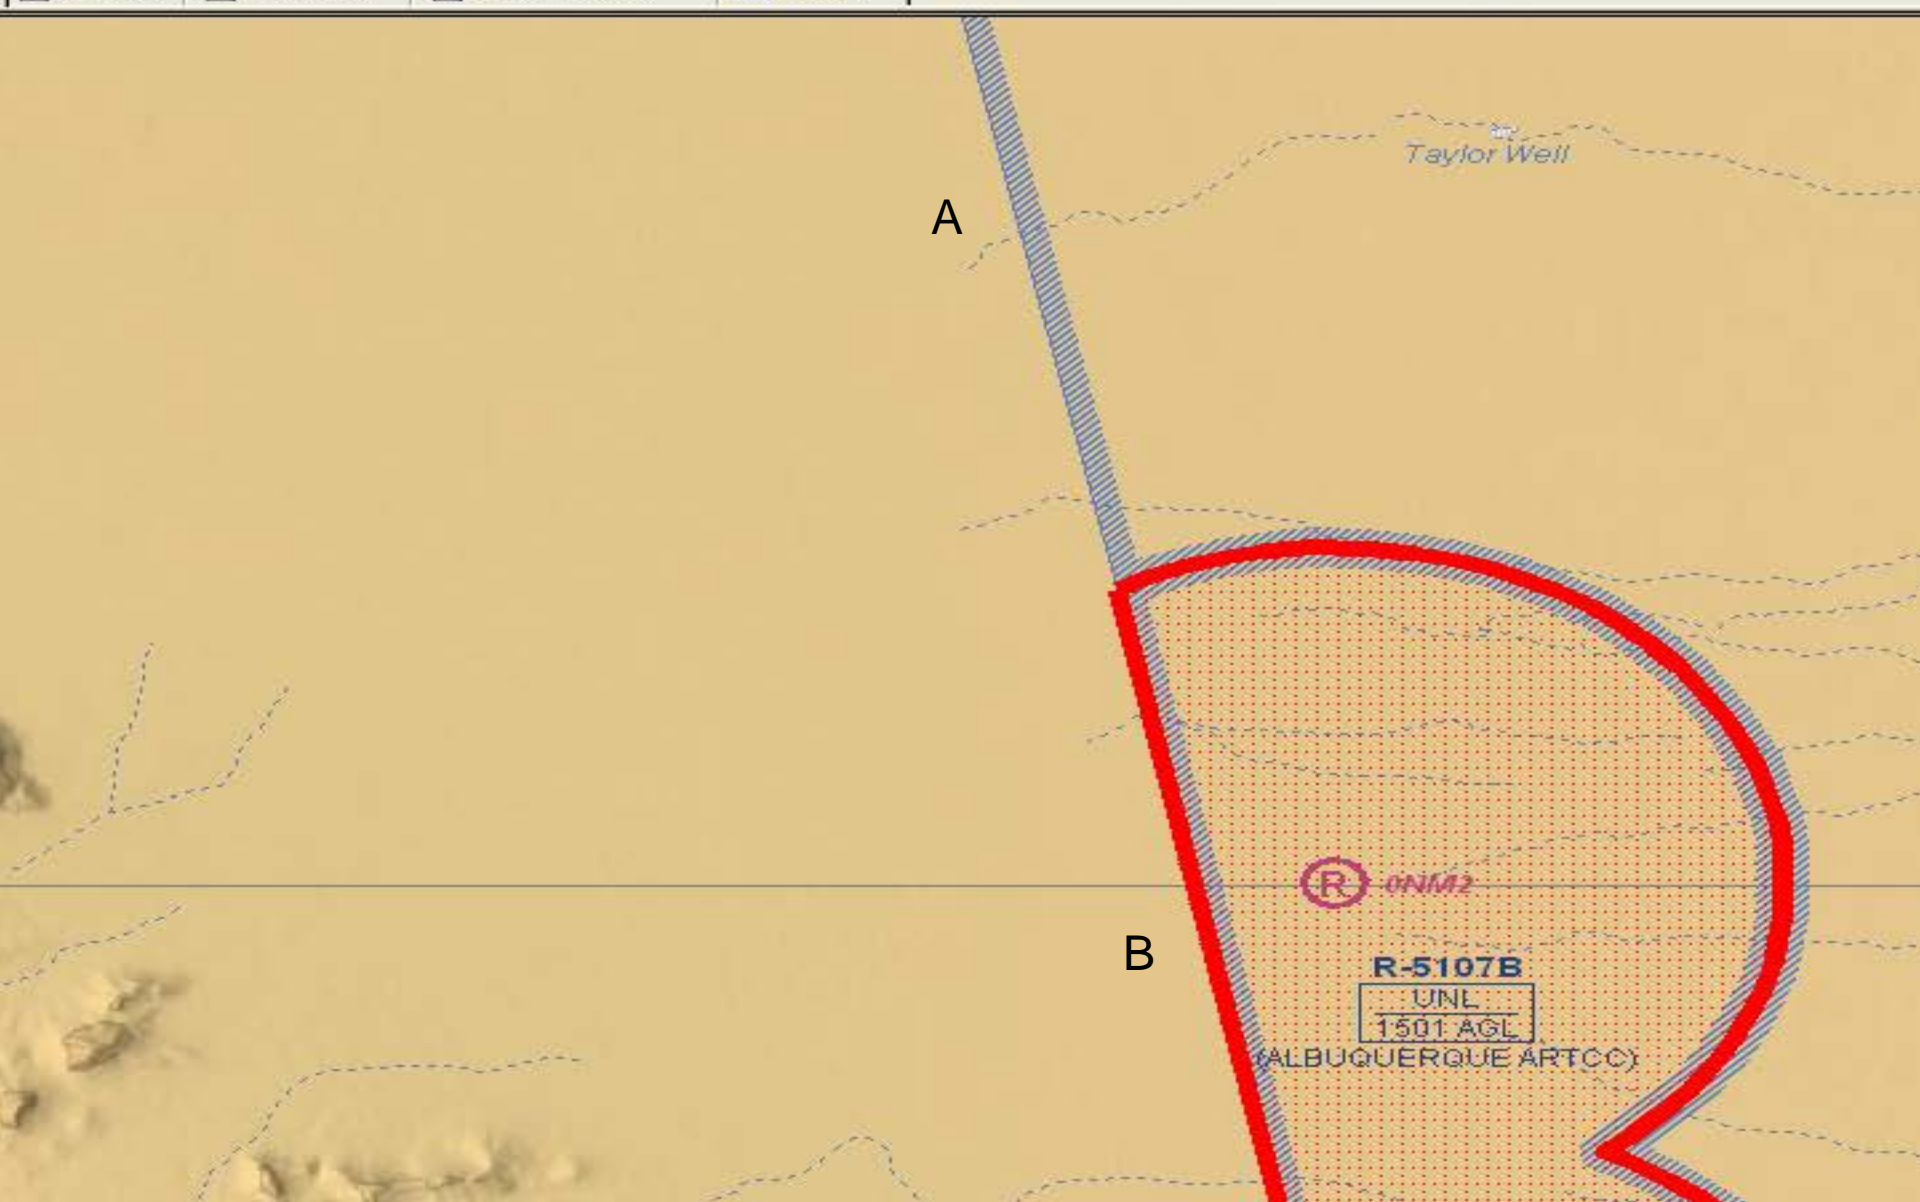 Taylor Well
A
R 0NM2
B
R-5107B
UNL
1501 AGL
(ALBUQUERQUE ARTCC)